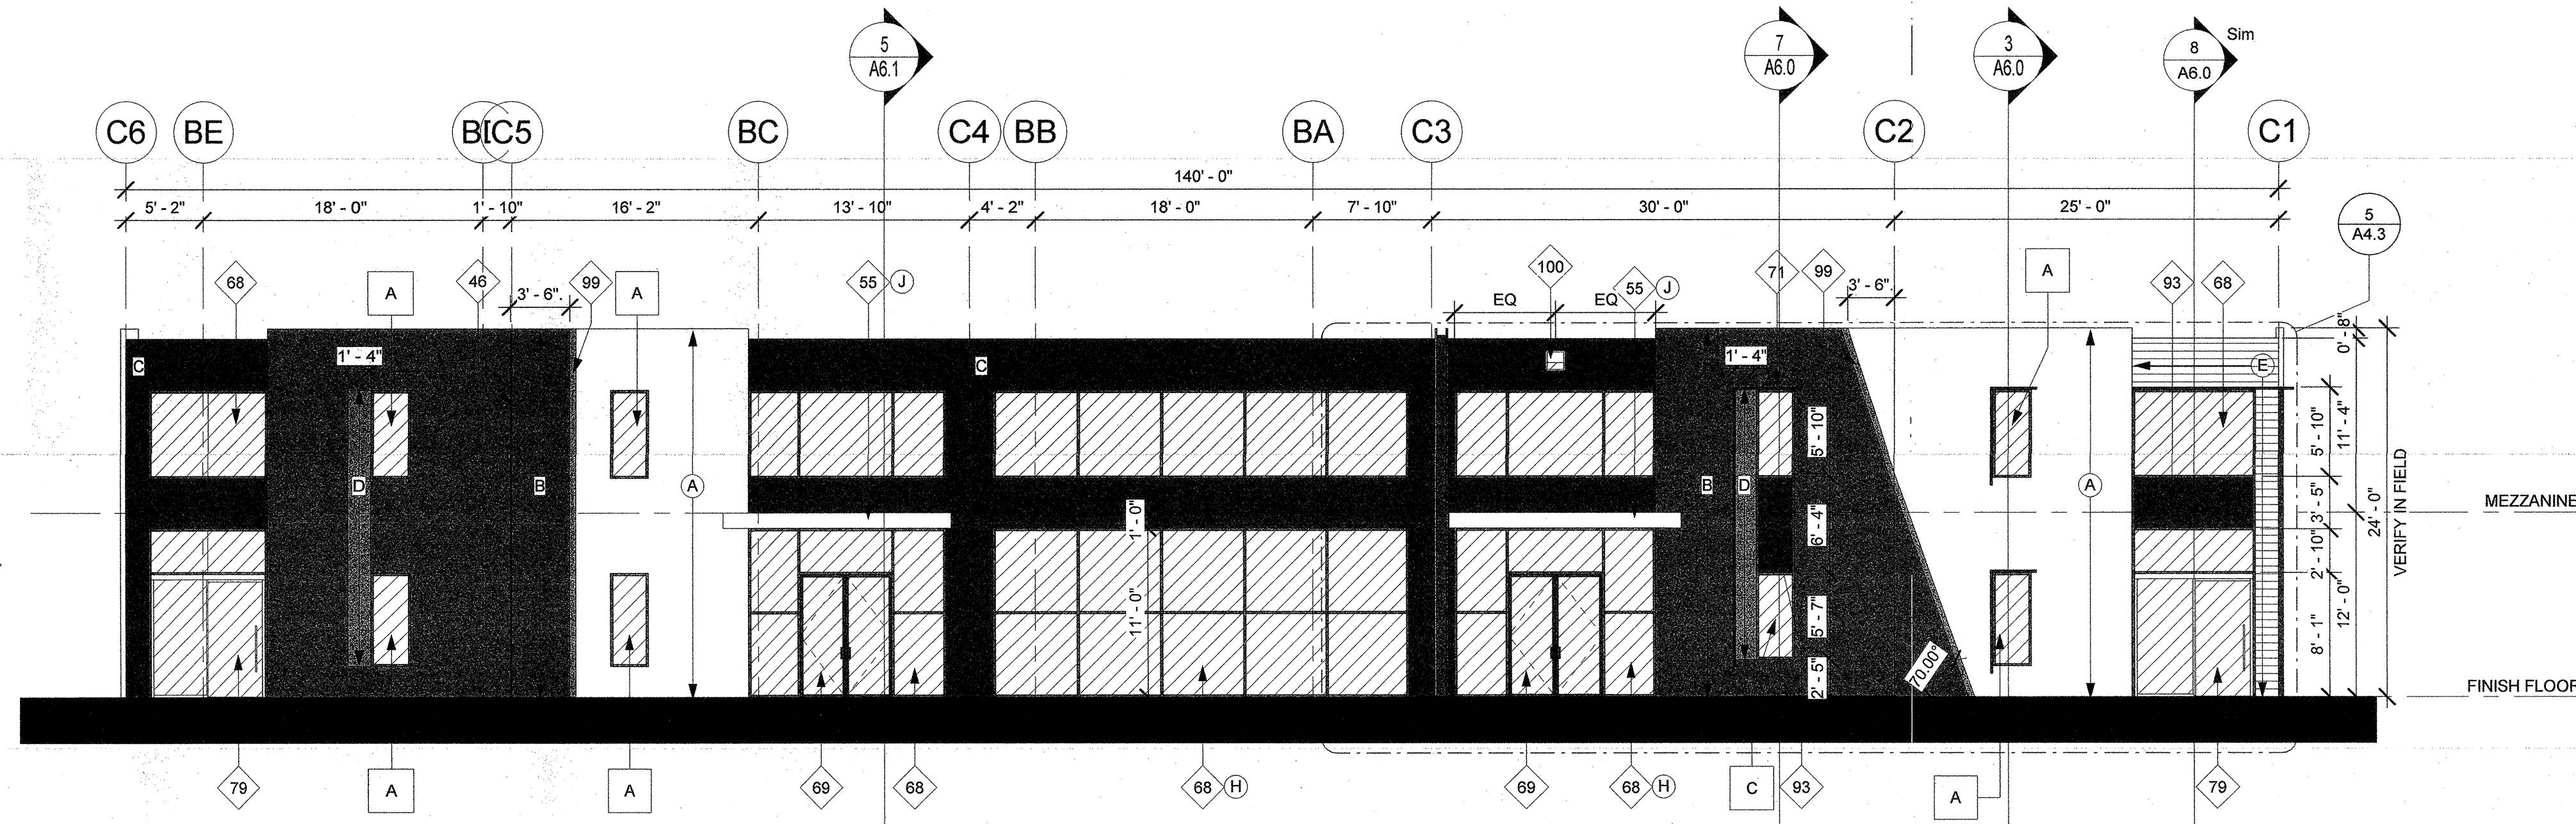 5
A6.1
7
A6.0
3
A6.0
8
A6.0
Sim
C6
BE
C5
BC
C4
BB
BA
C3
C2
C1
140' - 0"
5' - 2"
18' - 0"
1' - 10"
16' - 2"
13' - 10"
4' - 2"
18' - 0"
7' - 10"
30' - 0"
25' - 0"
5
A4.3
68
A
46
3' - 6".
99
A
55
J
100
EQ
EQ
55
J
71
99
3' - 6".
A
93
68
0' - 8"
C
1' - 4"
C
1' - 4"
E
D
B
A
B
D
A
5' - 10"
5' - 10"
11' - 4"
1' - 0"
6' - 4"
3' - 5"
24' - 0"
VERIFY IN FIELD
MEZZANINE
2' - 10"
11' - 0"
5' - 7"
2' - 5"
70.00°
8' - 1"
12' - 0"
FINISH FLOOR
79
A
A
69
68
68
H
69
68
H
C
93
A
79